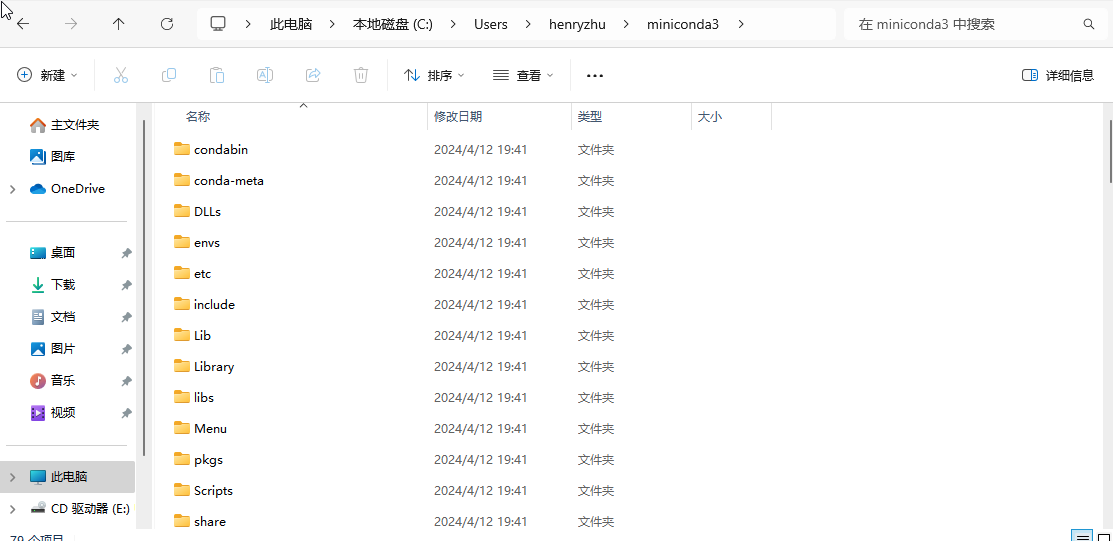 此电脑 本地磁盘 (C:) Users henryzhu miniconda3 在 miniconda3 中搜索
新建 排序 查看 详细信息
名称 修改日期 类型 大小
主文件夹
图库
OneDrive
桌面
下载
文档
图片
音乐
视频
此电脑
CD 驱动器 (E:)
condabin 2024/4/12 19:41 文件夹
conda-meta 2024/4/12 19:41 文件夹
DLLs 2024/4/12 19:41 文件夹
envs 2024/4/12 19:41 文件夹
etc 2024/4/12 19:41 文件夹
include 2024/4/12 19:41 文件夹
Lib 2024/4/12 19:41 文件夹
Library 2024/4/12 19:41 文件夹
libs 2024/4/12 19:41 文件夹
Menu 2024/4/12 19:41 文件夹
pkgs 2024/4/12 19:41 文件夹
Scripts 2024/4/12 19:41 文件夹
share 2024/4/12 19:41 文件夹
79 个项目